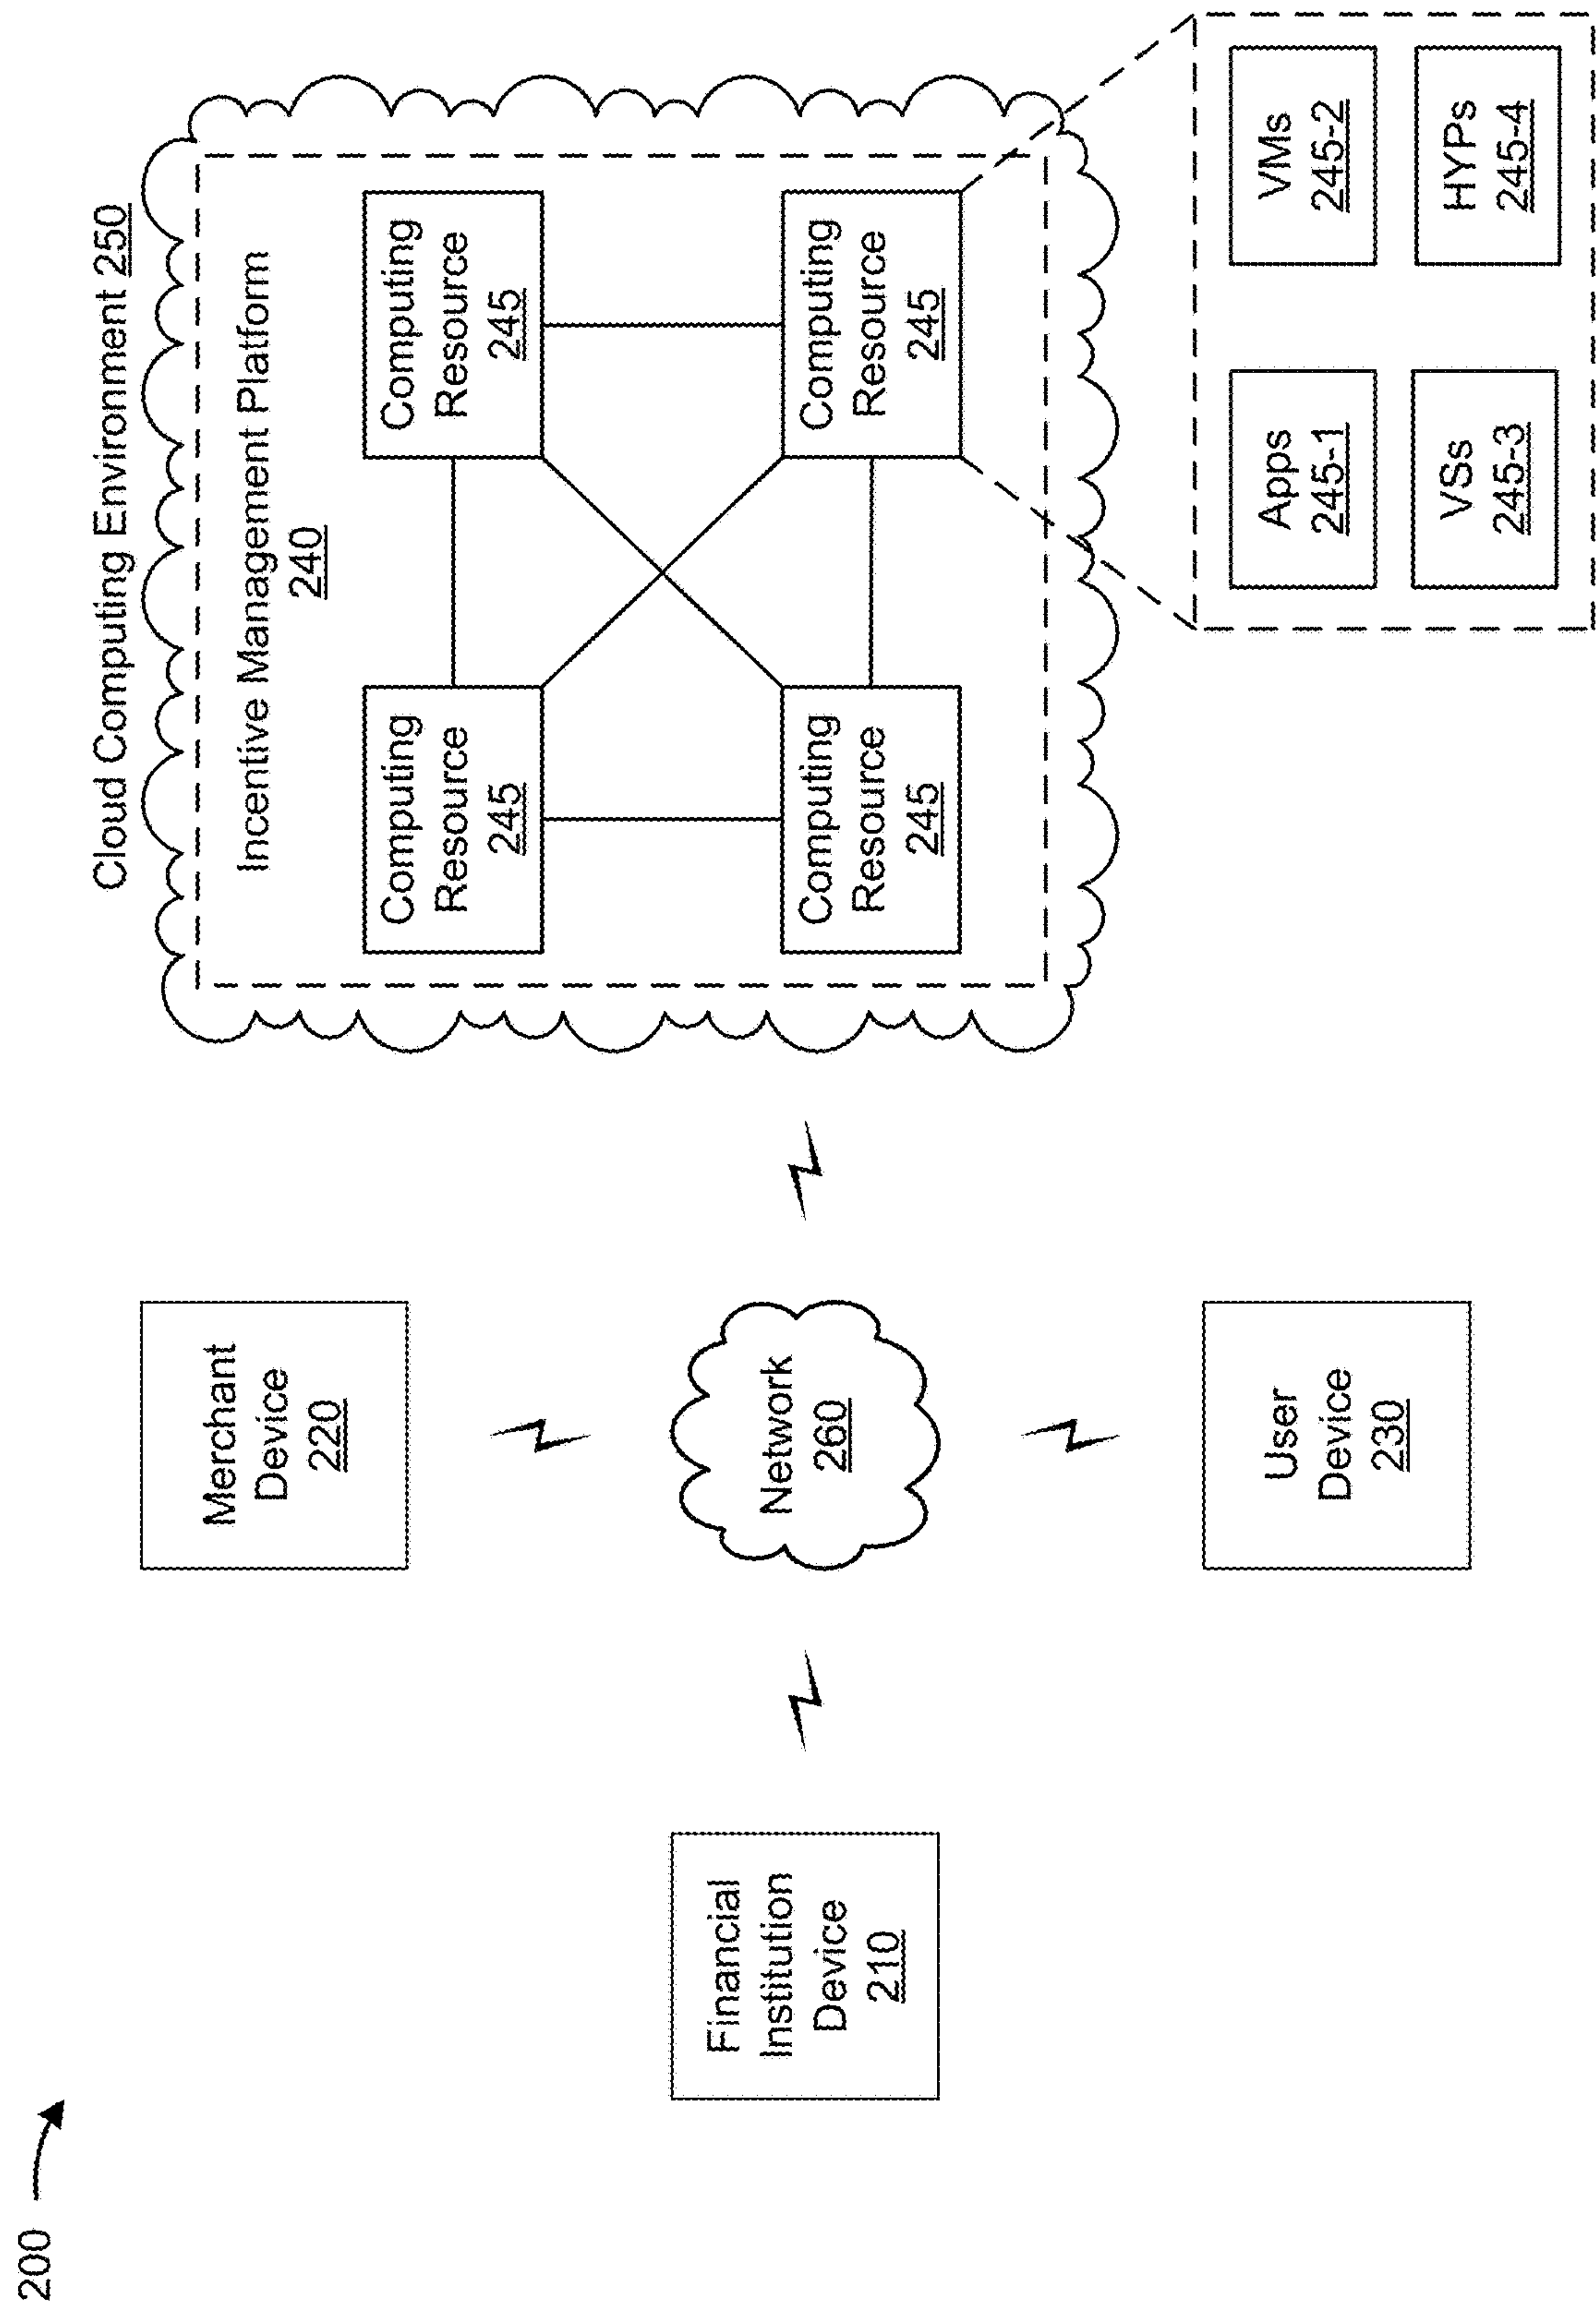 200
Cloud Computing Environment 250
Incentive Management Platform
240
Computing
Resource
245
Computing
Resource
245
Computing
Resource
245
Computing
Resource
245
Merchant
Device
220
Financial
Institution
Device
210
Network
260
User
Device
230
Apps
245-1
VMs
245-2
VSs
245-3
HYPs
245-4